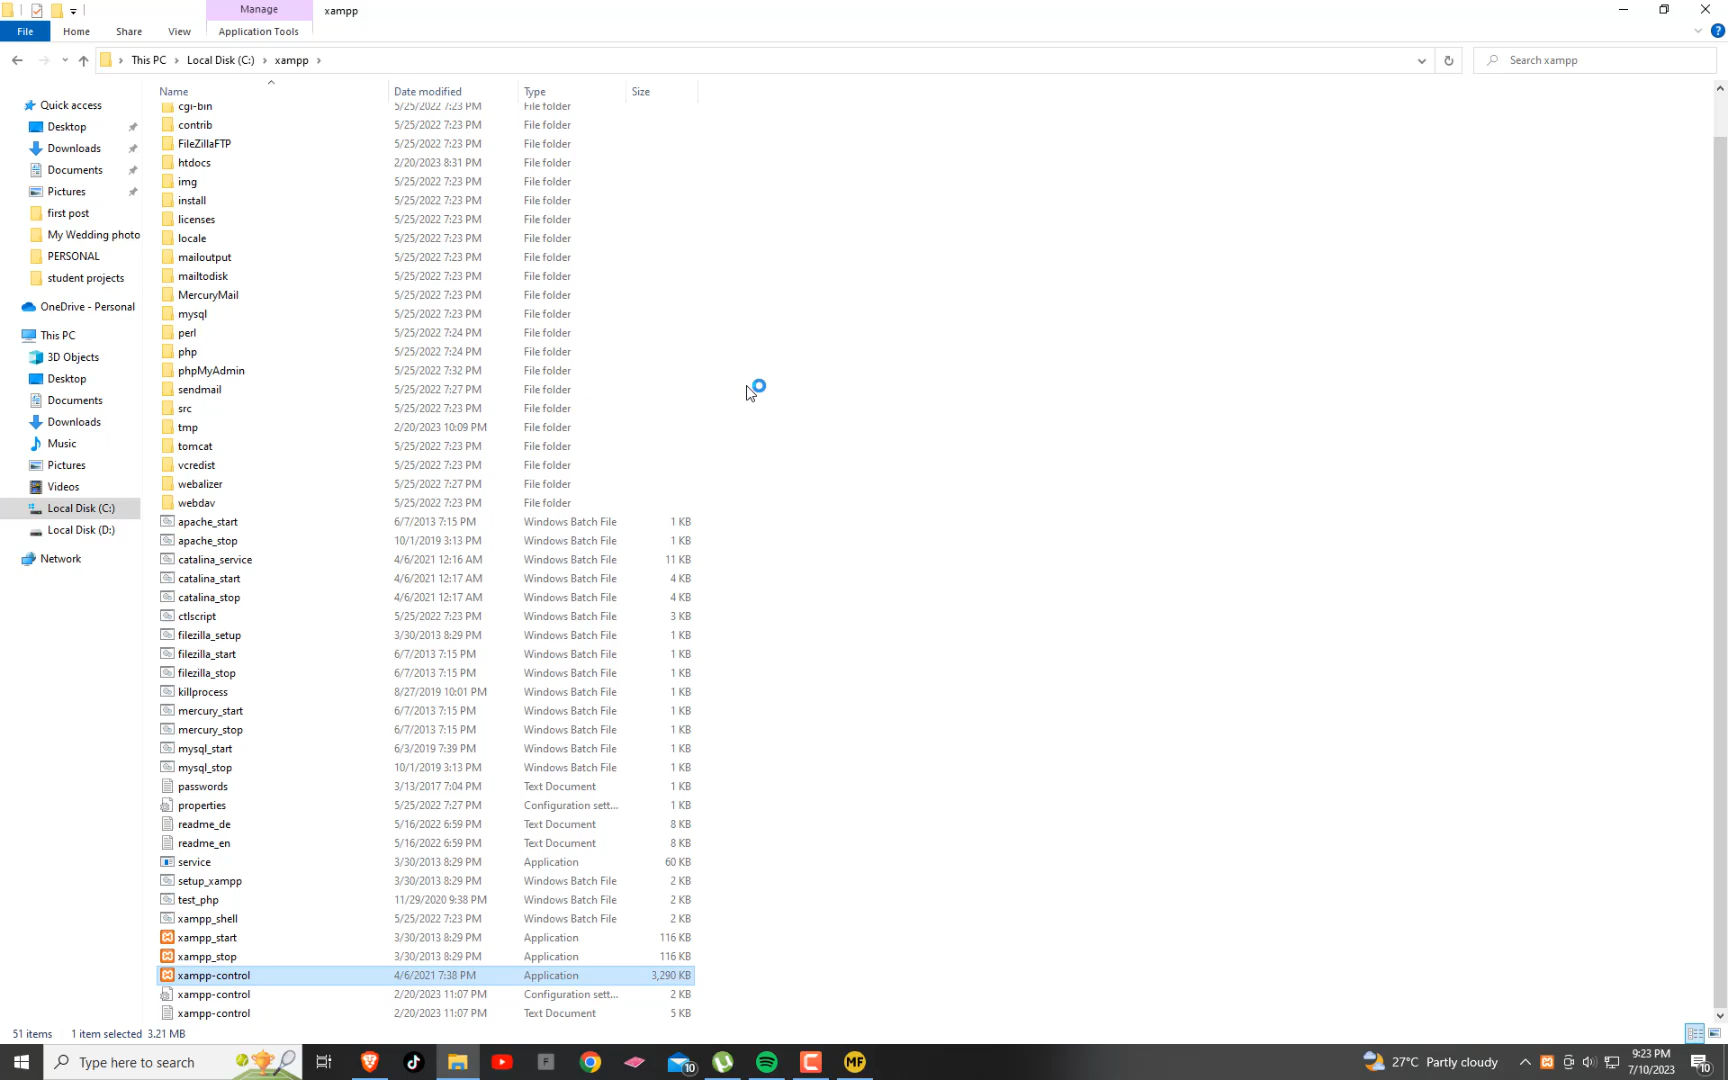 Manage
xampp
File
Home
Share
View
Application Tools
This PC
Local Disk (C:)
xampp
Search xampp
Name
Date modified
Type
Size
Quick access
Desktop
Downloads
Documents
Pictures
first post
My Wedding photo
PERSONAL
student projects
OneDrive - Personal
This PC
3D Objects
Desktop
Documents
Downloads
Music
Pictures
Videos
Local Disk (C:)
Local Disk (D:)
Network
cgi-bin 5/25/2022 7:23 PM File folder
contrib 5/25/2022 7:23 PM File folder
FileZillaFTP 5/25/2022 7:23 PM File folder
htdocs 2/20/2023 8:31 PM File folder
img 5/25/2022 7:23 PM File folder
install 5/25/2022 7:23 PM File folder
licenses 5/25/2022 7:23 PM File folder
locale 5/25/2022 7:23 PM File folder
mailoutput 5/25/2022 7:23 PM File folder
mailtodisk 5/25/2022 7:23 PM File folder
MercuryMail 5/25/2022 7:23 PM File folder
mysql 5/25/2022 7:23 PM File folder
perl 5/25/2022 7:24 PM File folder
php 5/25/2022 7:24 PM File folder
phpMyAdmin 5/25/2022 7:32 PM File folder
sendmail 5/25/2022 7:27 PM File folder
src 5/25/2022 7:23 PM File folder
tmp 2/20/2023 10:09 PM File folder
tomcat 5/25/2022 7:23 PM File folder
vcredist 5/25/2022 7:23 PM File folder
webalizer 5/25/2022 7:27 PM File folder
webdav 5/25/2022 7:23 PM File folder
apache_start 6/7/2013 7:15 PM Windows Batch File 1 KB
apache_stop 10/1/2019 3:13 PM Windows Batch File 1 KB
catalina_service 4/6/2021 12:16 AM Windows Batch File 11 KB
catalina_start 4/6/2021 12:17 AM Windows Batch File 4 KB
catalina_stop 4/6/2021 12:17 AM Windows Batch File 4 KB
ctlscript 5/25/2022 7:23 PM Windows Batch File 3 KB
filezilla_setup 3/30/2013 8:29 PM Windows Batch File 1 KB
filezilla_start 6/7/2013 7:15 PM Windows Batch File 1 KB
filezilla_stop 6/7/2013 7:15 PM Windows Batch File 1 KB
killprocess 8/27/2019 10:01 PM Windows Batch File 1 KB
mercury_start 6/7/2013 7:15 PM Windows Batch File 1 KB
mercury_stop 6/7/2013 7:15 PM Windows Batch File 1 KB
mysql_start 6/3/2019 7:39 PM Windows Batch File 1 KB
mysql_stop 10/1/2019 3:13 PM Windows Batch File 1 KB
passwords 3/13/2017 7:04 PM Text Document 1 KB
properties 5/25/2022 7:27 PM Configuration sett... 1 KB
readme_de 5/16/2022 6:59 PM Text Document 8 KB
readme_en 5/16/2022 6:59 PM Text Document 8 KB
service 3/30/2013 8:29 PM Application 60 KB
setup_xampp 3/30/2013 8:29 PM Windows Batch File 2 KB
test_php 11/29/2020 9:38 PM Windows Batch File 2 KB
xampp_shell 5/25/2022 7:23 PM Windows Batch File 2 KB
xampp_start 3/30/2013 8:29 PM Application 116 KB
xampp_stop 3/30/2013 8:29 PM Application 116 KB
xampp-control 4/6/2021 7:38 PM Application 3,290 KB
xampp-control 2/20/2023 11:07 PM Configuration sett... 2 KB
xampp-control 2/20/2023 11:07 PM Text Document 5 KB
51 items 1 item selected 3.21 MB
Type here to search
F
10
MF
27°C Partly cloudy
9:23 PM
7/10/2023
10